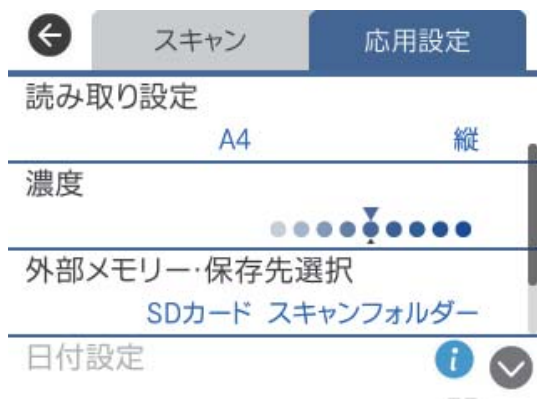 スキャン 応用設定
読み取り設定
A4 縦
濃度
外部メモリー・保存先選択
SDカード スキャンフォルダー
日付設定